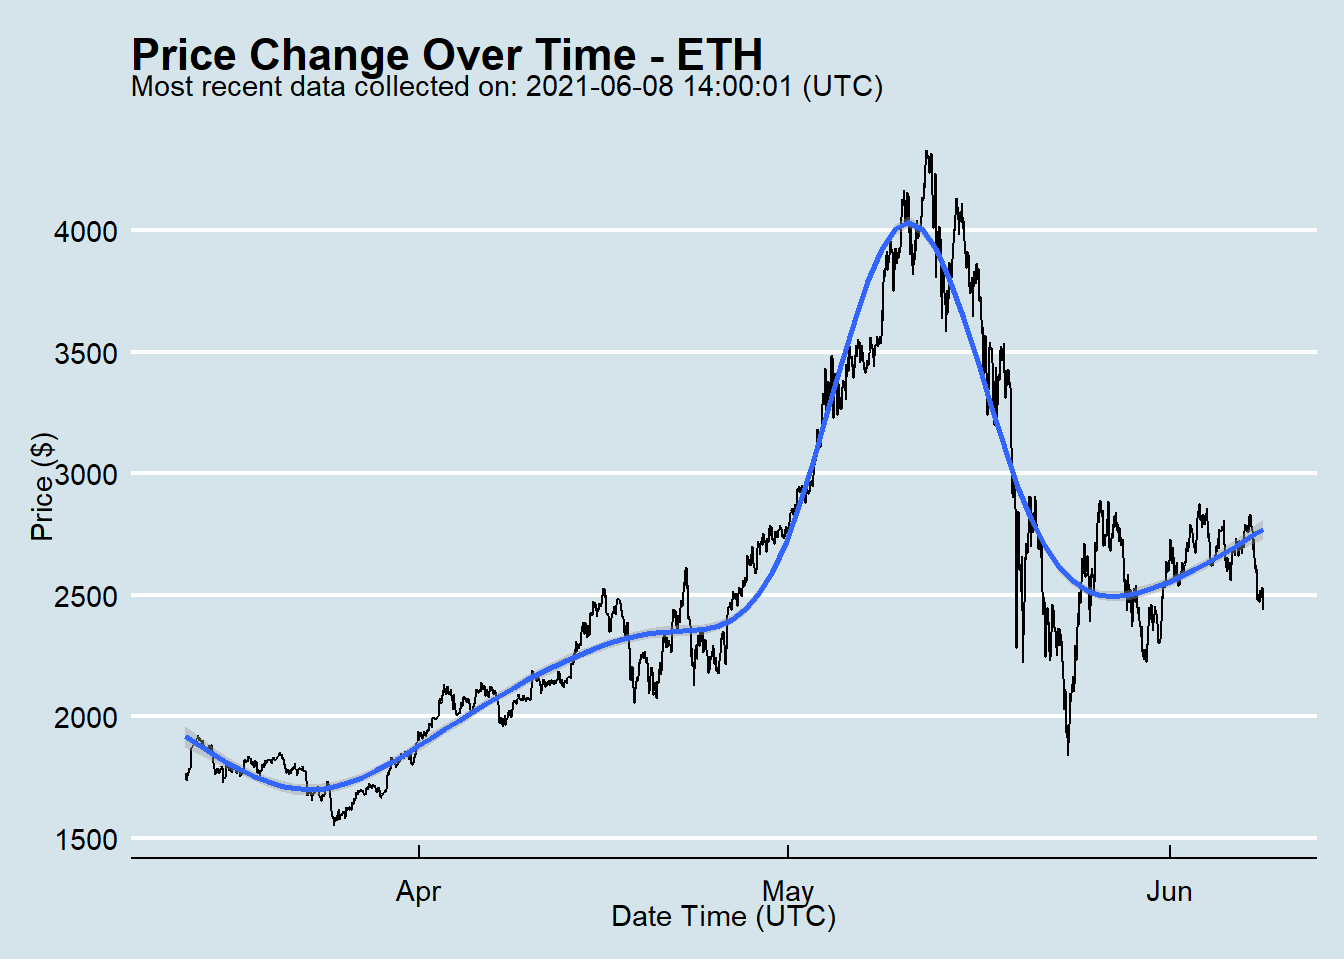 Price Change Over Time - ETH
Most recent data collected on: 2021-06-08 14:00:01 (UTC)
Price ($)
4000
3500
3000
2500
2000
1500
Apr
May
Jun
Date Time (UTC)